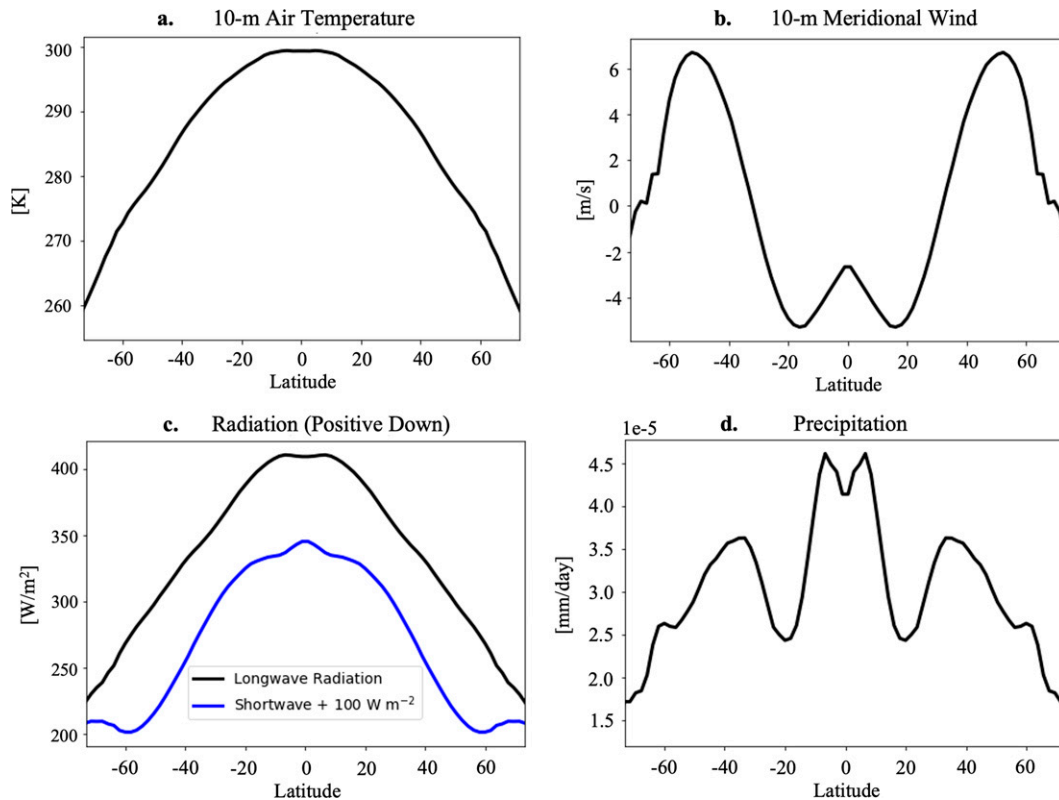 a. 10-m Air Temperature
[K]
300
290
280
270
260
-60 -40 -20 0 20 40 60
Latitude
b. 10-m Meridional Wind
[m/s]
6
4
2
0
-2
-4
-60 -40 -20 0 20 40 60
Latitude
c. Radiation (Positive Down)
[W/m²]
400
350
300
250
200
Longwave Radiation
Shortwave + 100 W m⁻²
-60 -40 -20 0 20 40 60
Latitude
d. Precipitation
1e-5
[mm/day]
4.5
3.5
3.0
2.5
2.0
1.5
-60 -40 -20 0 20 40 60
Latitude